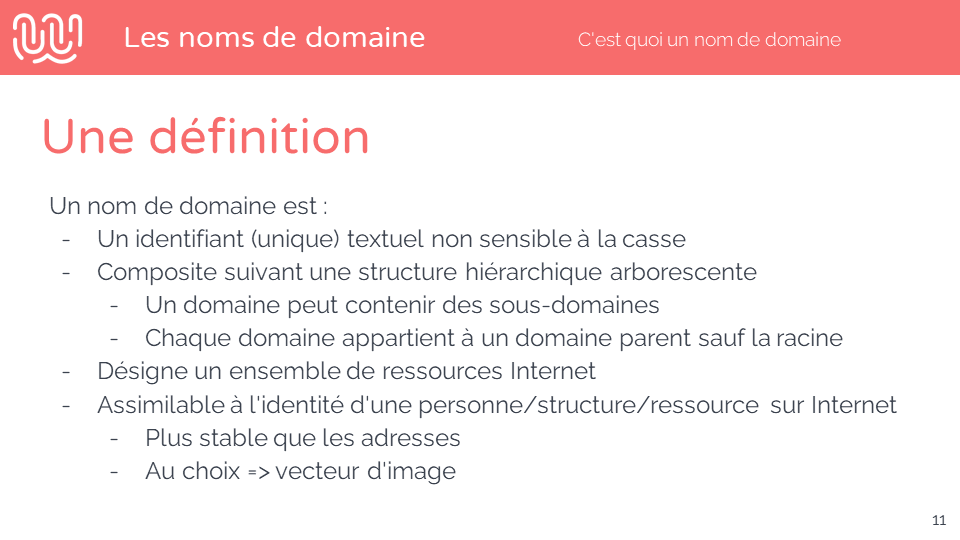 Les noms de domaine
C'est quoi un nom de domaine
Une définition
Un nom de domaine est :
- Un identifiant (unique) textuel non sensible à la casse
- Composite suivant une structure hiérarchique arborescente
- Un domaine peut contenir des sous-domaines
- Chaque domaine appartient à un domaine parent sauf la racine
- Désigne un ensemble de ressources Internet
- Assimilable à l'identité d'une personne/structure/ressource sur Internet
- Plus stable que les adresses
- Au choix => vecteur d'image
11